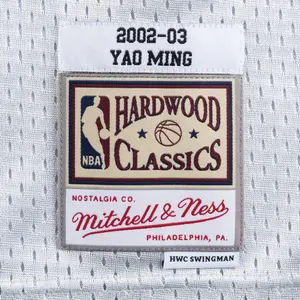 2002-03
YAO MING
HARDWOOD
NBA
CLASSICS
NOSTALGIA CO.
Mitchell & Ness
PHILADELPHIA, PA.
HWC SWINGMAN